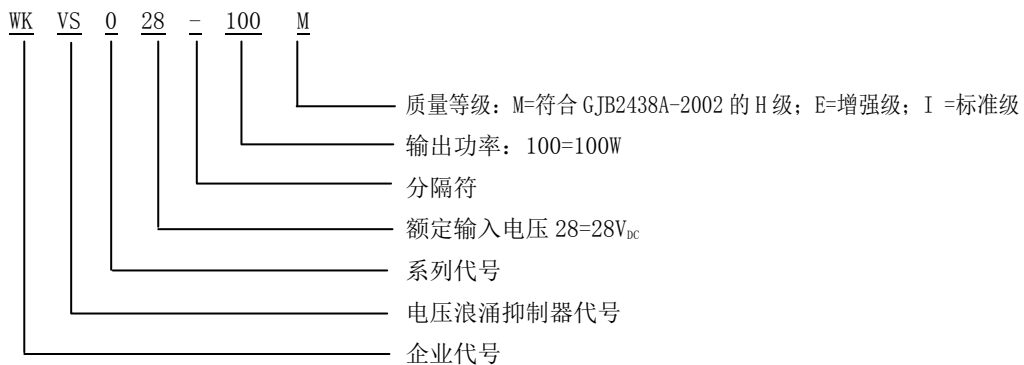 WK VS 0 28 - 100 M
质量等级：M=符合 GJB2438A-2002 的 H 级；E=增强级；I =标准级
输出功率：100=100W
分隔符
额定输入电压 28=28VDC
系列代号
电压浪涌抑制器代号
企业代号